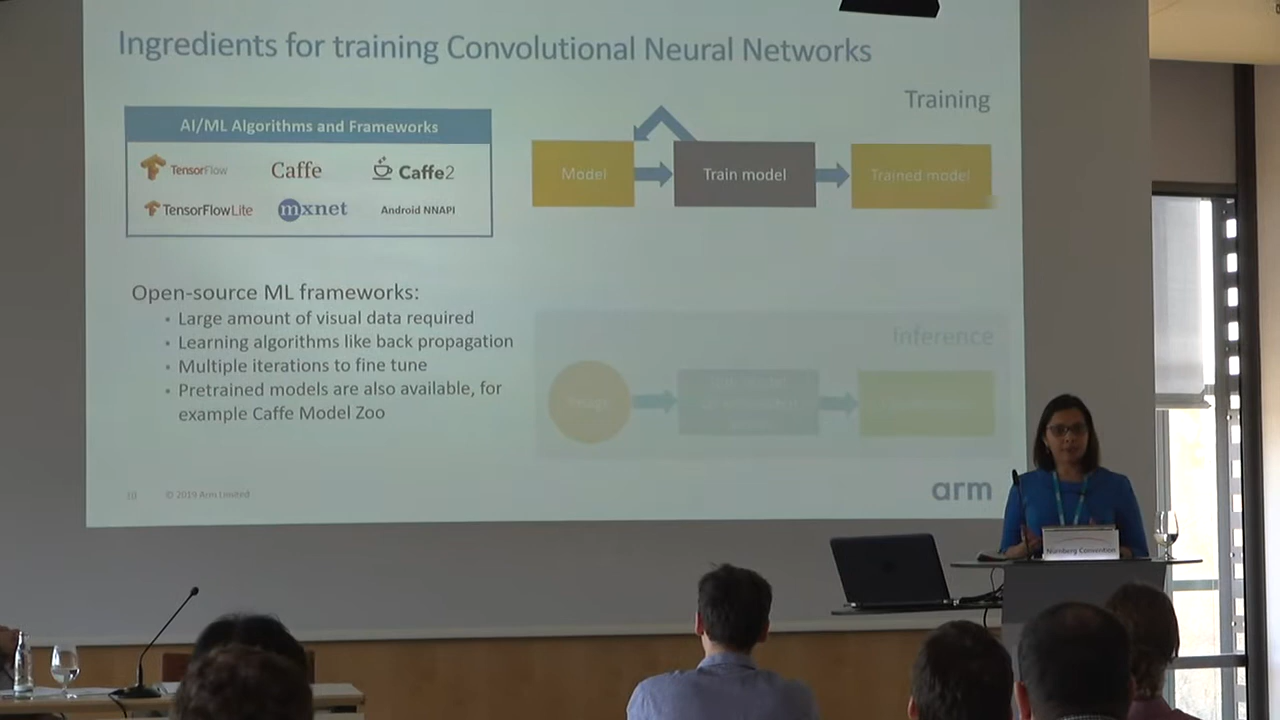 Ingredients for training Convolutional Neural Networks
Training
AI/ML Algorithms and Frameworks
TensorFlow
Caffe
Caffe2
TensorFlowLite
mxnet
Android NNAPI
Model
Train model
Trained model
Open-source ML frameworks:
• Large amount of visual data required
• Learning algorithms like back propagation
• Multiple iterations to fine tune
• Pretrained models are also available, for
example Caffe Model Zoo
Inference
10
© 2019 Arm Limited
arm
Nürnberg Convention